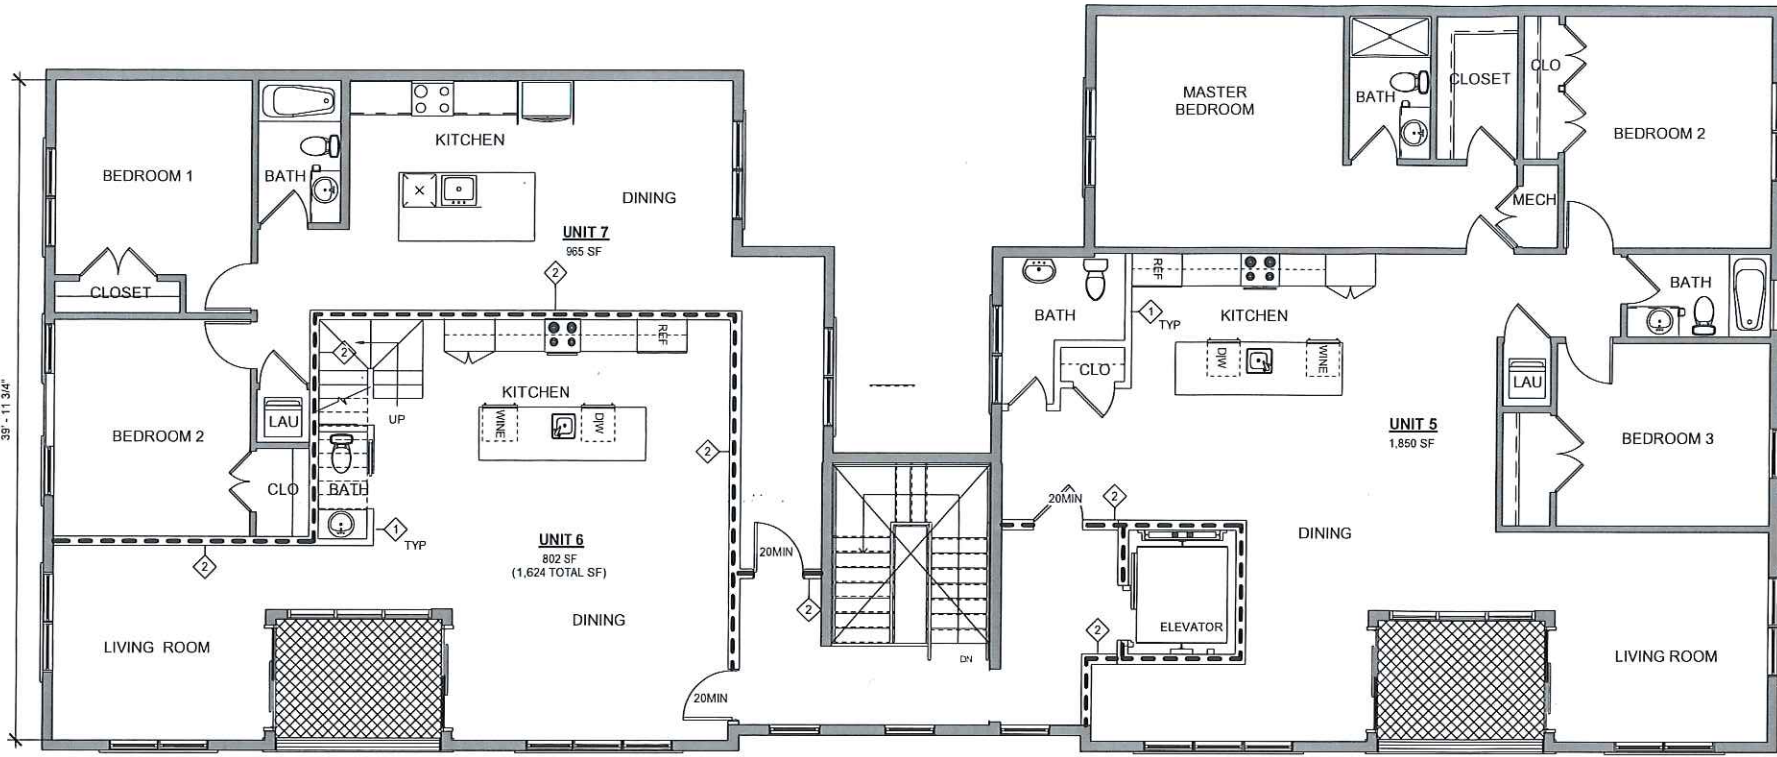 39' - 11 3/4"
BEDROOM 1
CLOSET
BATH
KITCHEN
DINING
UNIT 7
965 SF
2
BEDROOM 2
CLO
LAU
2
UP
BATH
1
TYP
KITCHEN
REF
WINE
D/W
2
UNIT 6
802 SF
(1,624 TOTAL SF)
DINING
2
LIVING ROOM
20MIN
20MIN
2
DN
MASTER
BEDROOM
BATH
CLOSET
CLO
BEDROOM 2
MECH
BATH
REF
1
TYP
CLO
KITCHEN
D/W
WINE
BATH
LAU
UNIT 5
1,850 SF
BEDROOM 3
20MIN
2
DINING
ELEVATOR
2
LIVING ROOM